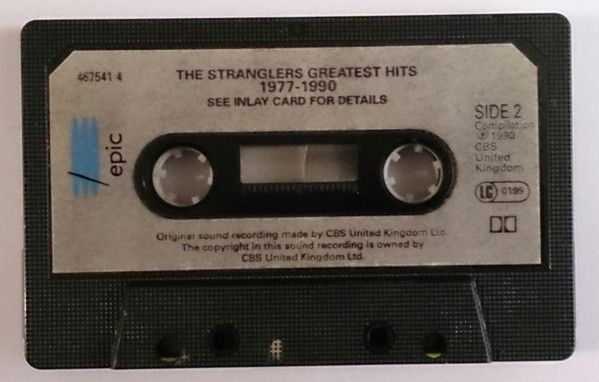 467541 4
THE STRANGLERS GREATEST HITS
1977-1990
SEE INLAY CARD FOR DETAILS
SIDE 2
Compilation
℗ 1990
CBS
United
Kingdom
LC 0199
epic
Original sound recording made by CBS United Kingdom Ltd.
The copyright in this sound recording is owned by
CBS United Kingdom Ltd.